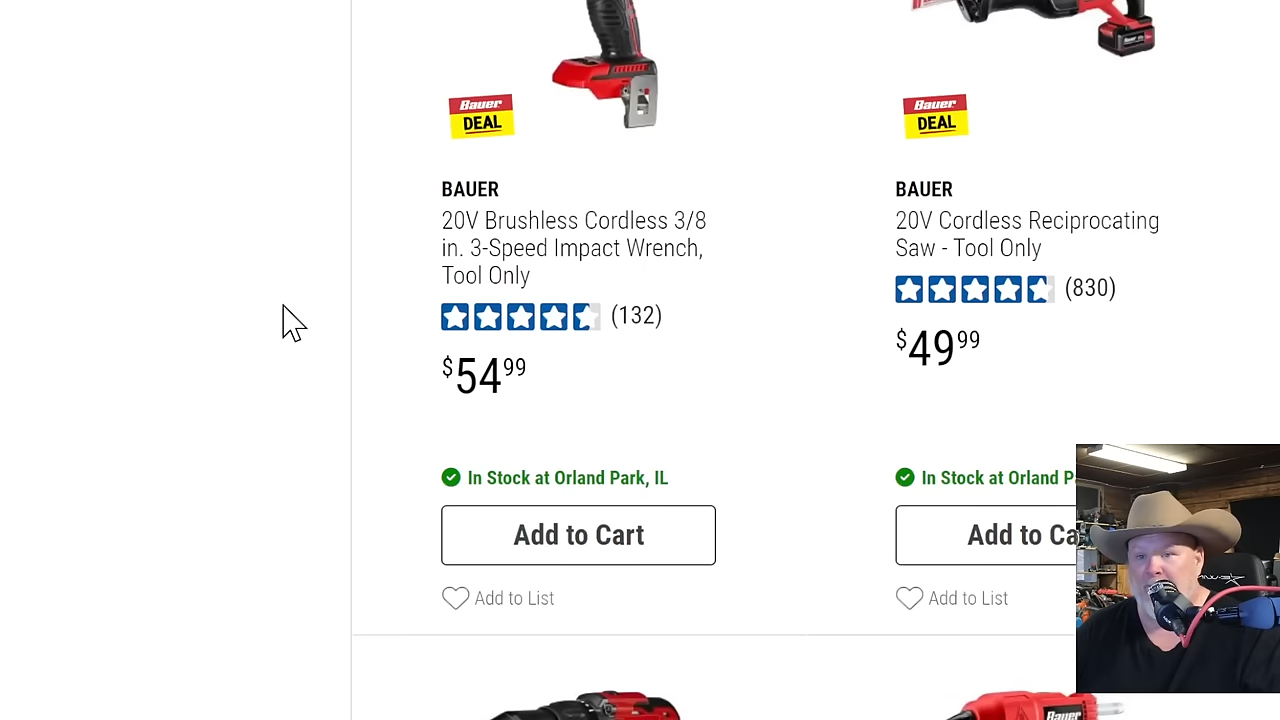 Bauer
DEAL
BAUER
20V Brushless Cordless 3/8
in. 3-Speed Impact Wrench,
Tool Only
(132)
$54 99
In Stock at Orland Park, IL
Add to Cart
Add to List
Bauer
DEAL
BAUER
20V Cordless Reciprocating
Saw - Tool Only
(830)
$49 99
In Stock at Orland P
Add to Ca
Add to List
Bauer